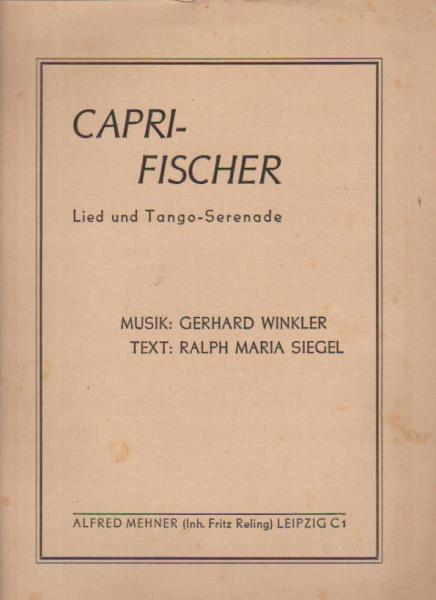 CAPRI-
FISCHER
Lied und Tango-Serenade
MUSIK: GERHARD WINKLER
TEXT: RALPH MARIA SIEGEL
ALFRED MEHNER (Inh. Fritz Reling) LEIPZIG C1